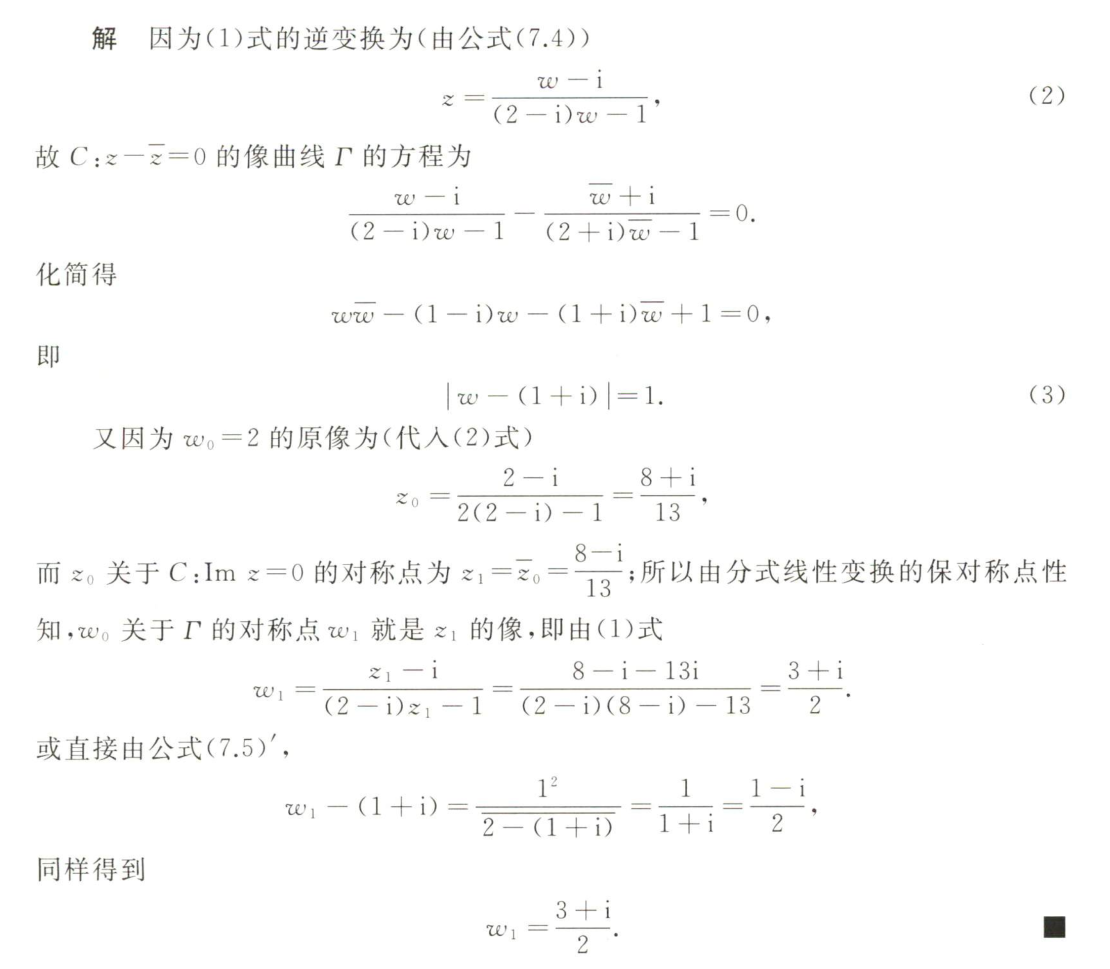 解 因为(1)式的逆变换为(由公式(7.4))
$$z=\frac{w-\mathrm{i}}{(2-\mathrm{i})w-1},\quad (2)$$
故 $C:z-\overline{z}=0$ 的像曲线 $\Gamma$ 的方程为
$$\frac{w-\mathrm{i}}{(2-\mathrm{i})w-1}-\frac{\overline{w}+\mathrm{i}}{(2+\mathrm{i})\overline{w}-1}=0.$$
化简得
$$w\overline{w}-(1-\mathrm{i})w-(1+\mathrm{i})\overline{w}+1=0,$$
即
$$|w-(1+\mathrm{i})|=1.\quad (3)$$
又因为 $w_0=2$ 的原像为(代入(2)式)
$$z_0=\frac{2-\mathrm{i}}{2(2-\mathrm{i})-1}=\frac{8+\mathrm{i}}{13},$$
而 $z_0$ 关于 $C:\mathrm{Im}\ z=0$ 的对称点为 $z_1=\overline{z}_0=\frac{8-\mathrm{i}}{13}$;所以由分式线性变换的保对称点性
知,$w_0$ 关于 $\Gamma$ 的对称点 $w_1$ 就是 $z_1$ 的像,即由(1)式
$$w_1=\frac{z_1-\mathrm{i}}{(2-\mathrm{i})z_1-1}=\frac{8-\mathrm{i}-13\mathrm{i}}{(2-\mathrm{i})(8-\mathrm{i})-13}=\frac{3+\mathrm{i}}{2}.$$
或直接由公式(7.5)′,
$$w_1-(1+\mathrm{i})=\frac{1^2}{\overline{2-(1+\mathrm{i})}}=\frac{1}{1+\mathrm{i}}=\frac{1-\mathrm{i}}{2},$$
同样得到
$$w_1=\frac{3+\mathrm{i}}{2}.$$ ■